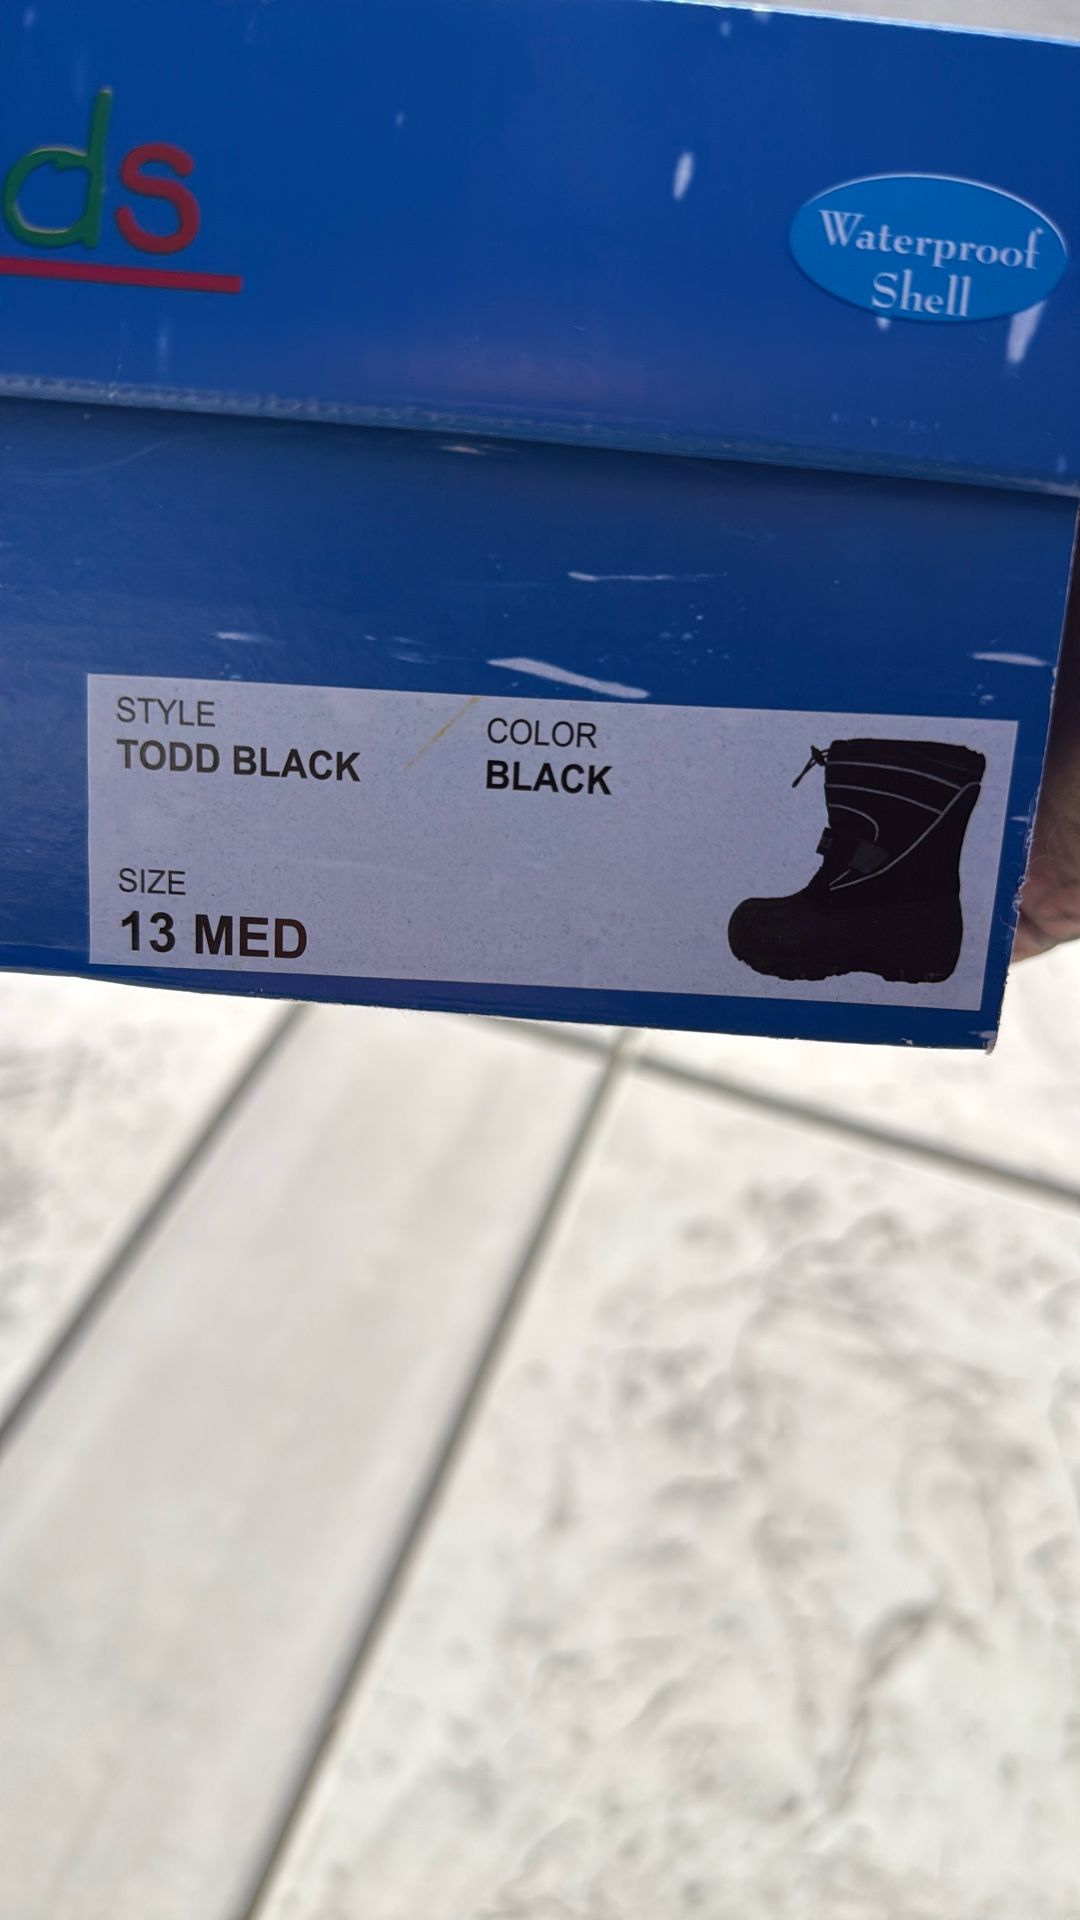 ds
Waterproof
Shell
STYLE
TODD BLACK
COLOR
BLACK
SIZE
13 MED